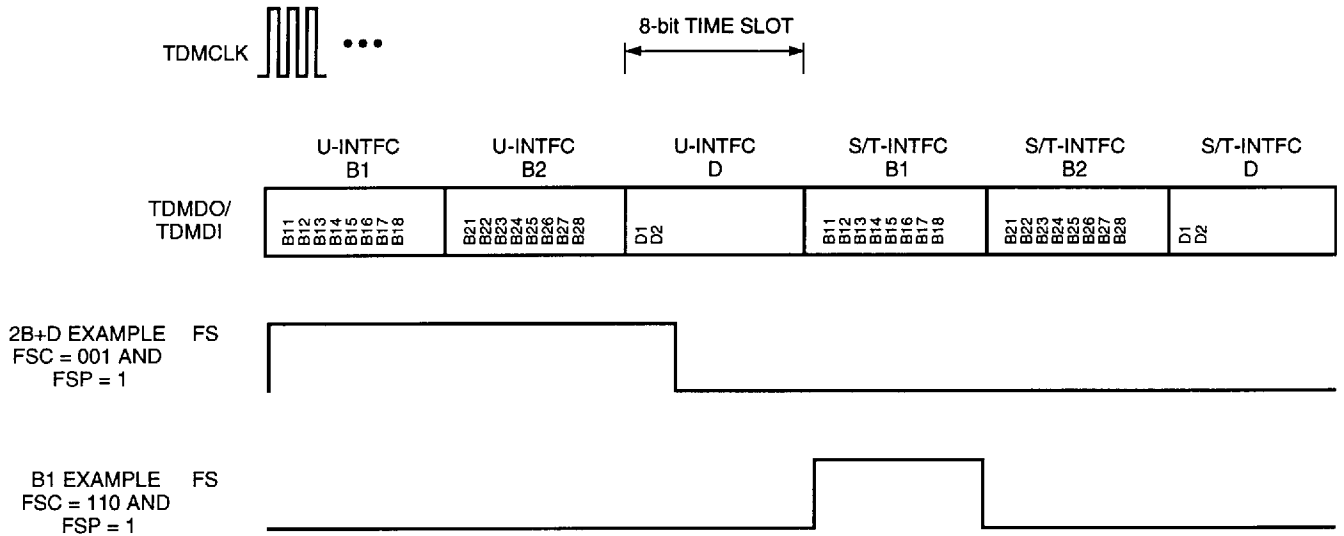 TDMCLK
8-bit TIME SLOT
U-INTFC
B1
U-INTFC
B2
U-INTFC
D
S/T-INTFC
B1
S/T-INTFC
B2
S/T-INTFC
D
TDMDO/
TDMDI
B11
B12
B13
B14
B15
B16
B17
B18
B21
B22
B23
B24
B25
B26
B27
B28
D1
D2
B11
B12
B13
B14
B15
B16
B17
B18
B21
B22
B23
B24
B25
B26
B27
B28
D1
D2
2B+D EXAMPLE FS
FSC = 001 AND
FSP = 1
B1 EXAMPLE FS
FSC = 110 AND
FSP = 1